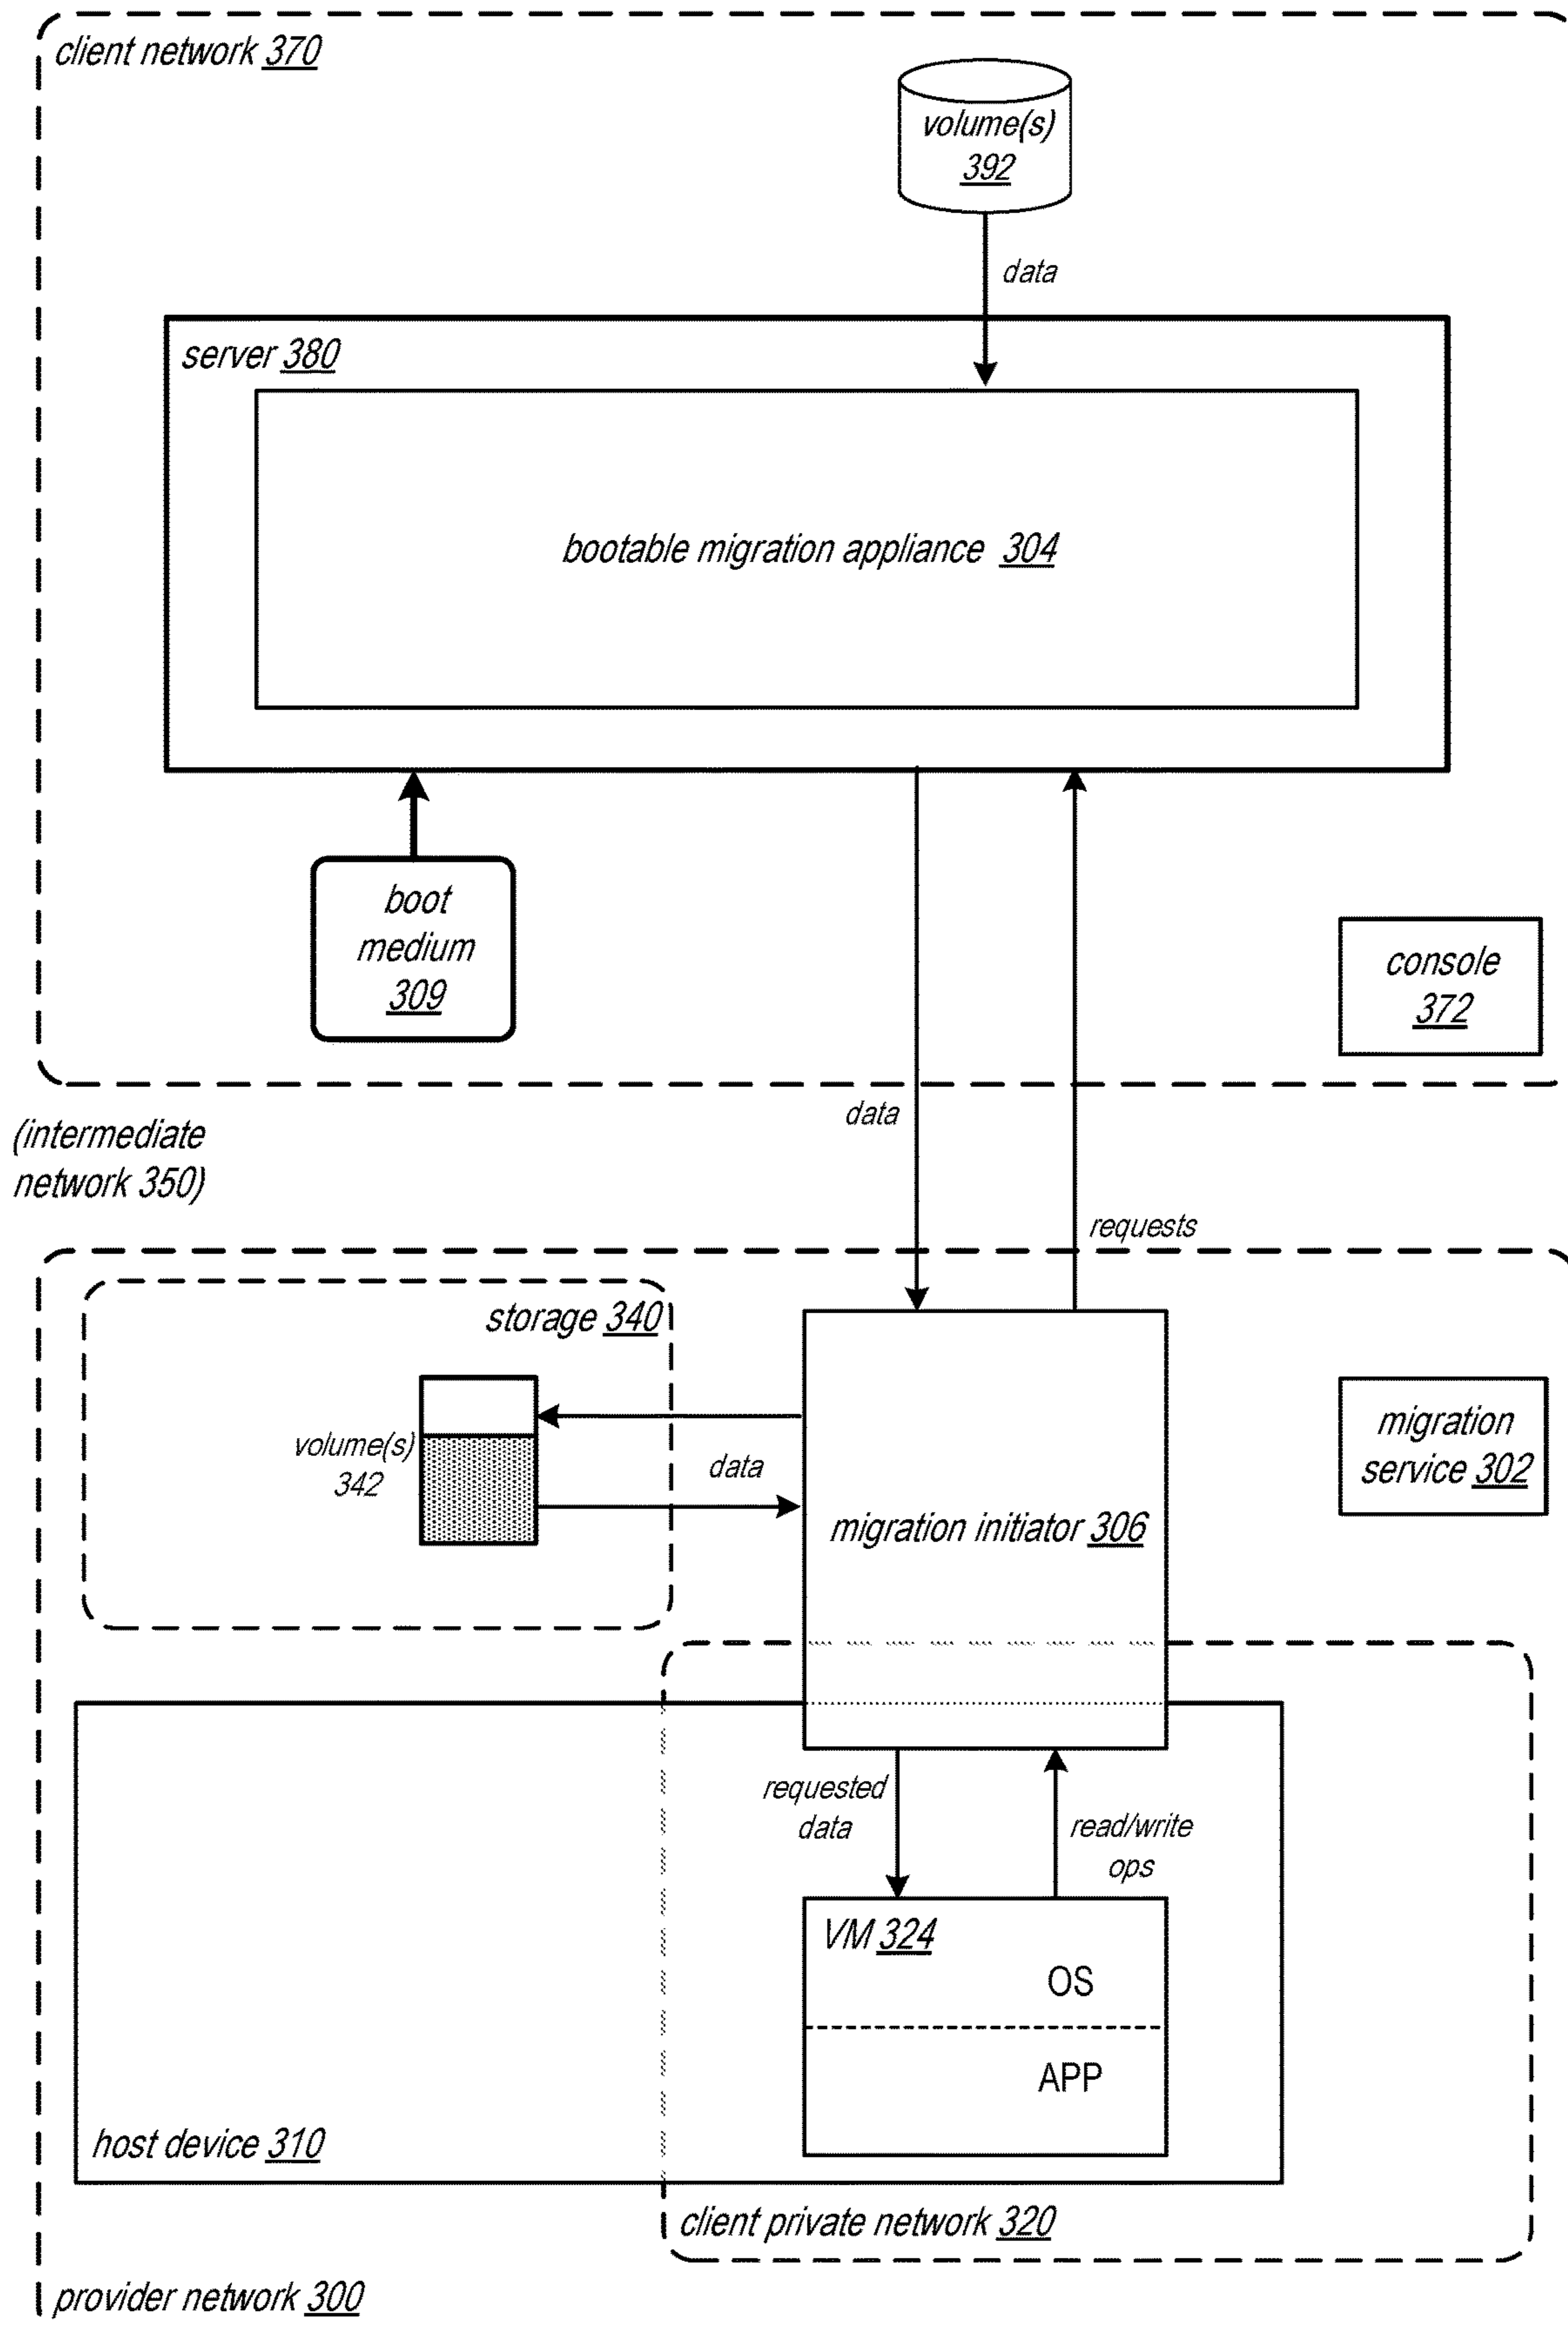 client network 370
volume(s)
392
data
server 380
bootable migration appliance 304
boot
medium
309
console
372
data
(intermediate
network 350)
requests
storage 340
volume(s)
342
data
migration
service 302
migration initiator 306
requested
data
read/write
ops
VM 324
OS
APP
host device 310
client private network 320
provider network 300